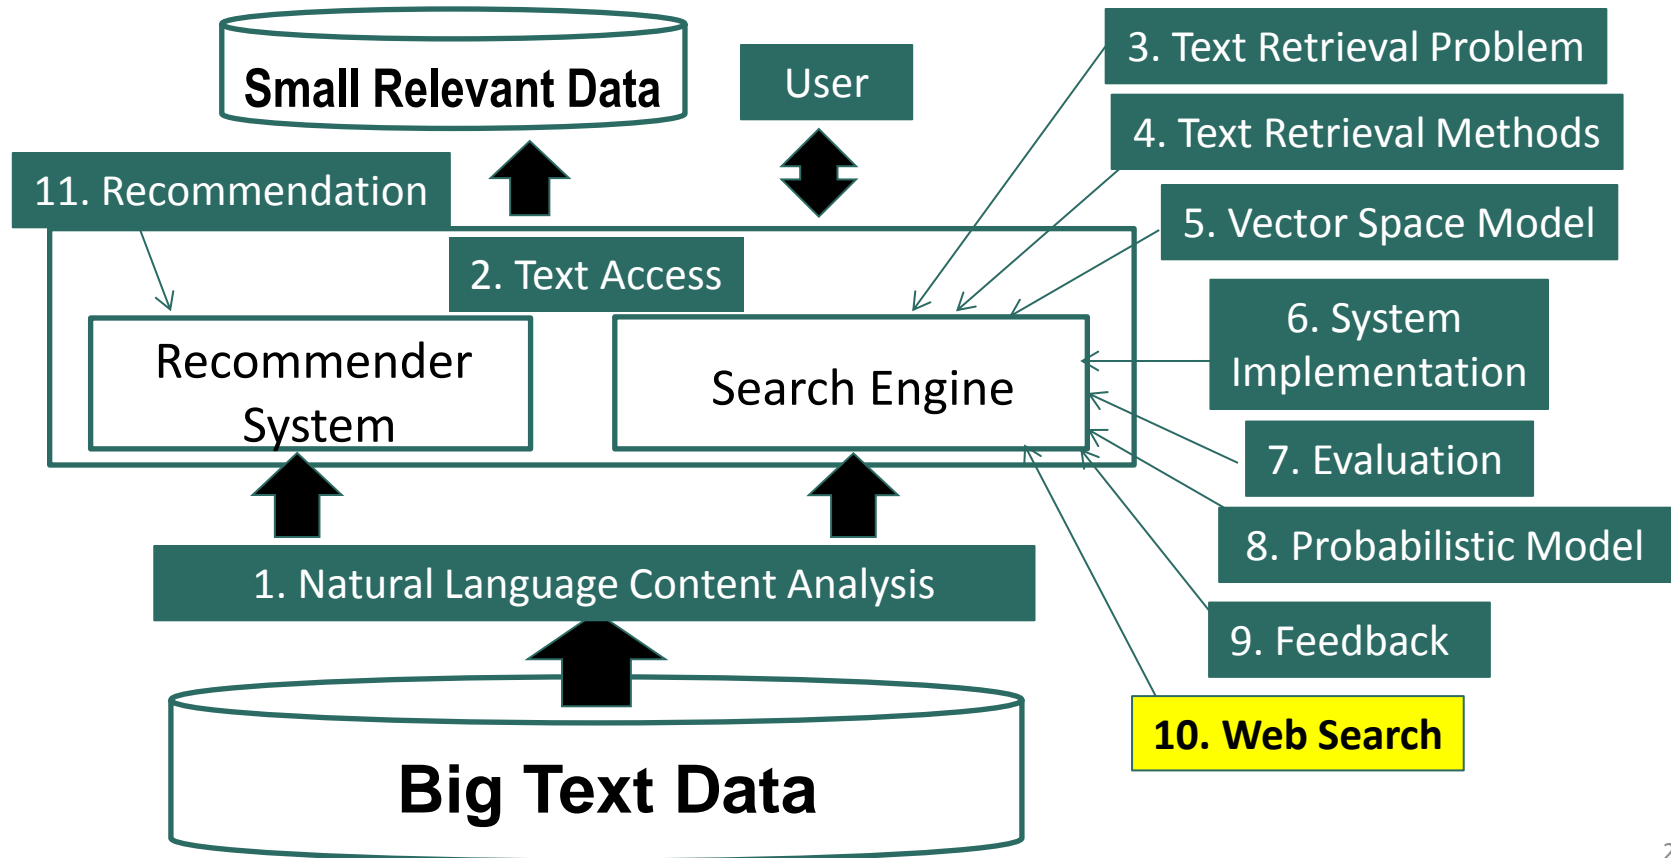 Small Relevant Data
User
3. Text Retrieval Problem
4. Text Retrieval Methods
11. Recommendation
5. Vector Space Model
2. Text Access
6. System
Implementation
Recommender
System
Search Engine
7. Evaluation
8. Probabilistic Model
1. Natural Language Content Analysis
9. Feedback
10. Web Search
Big Text Data
2